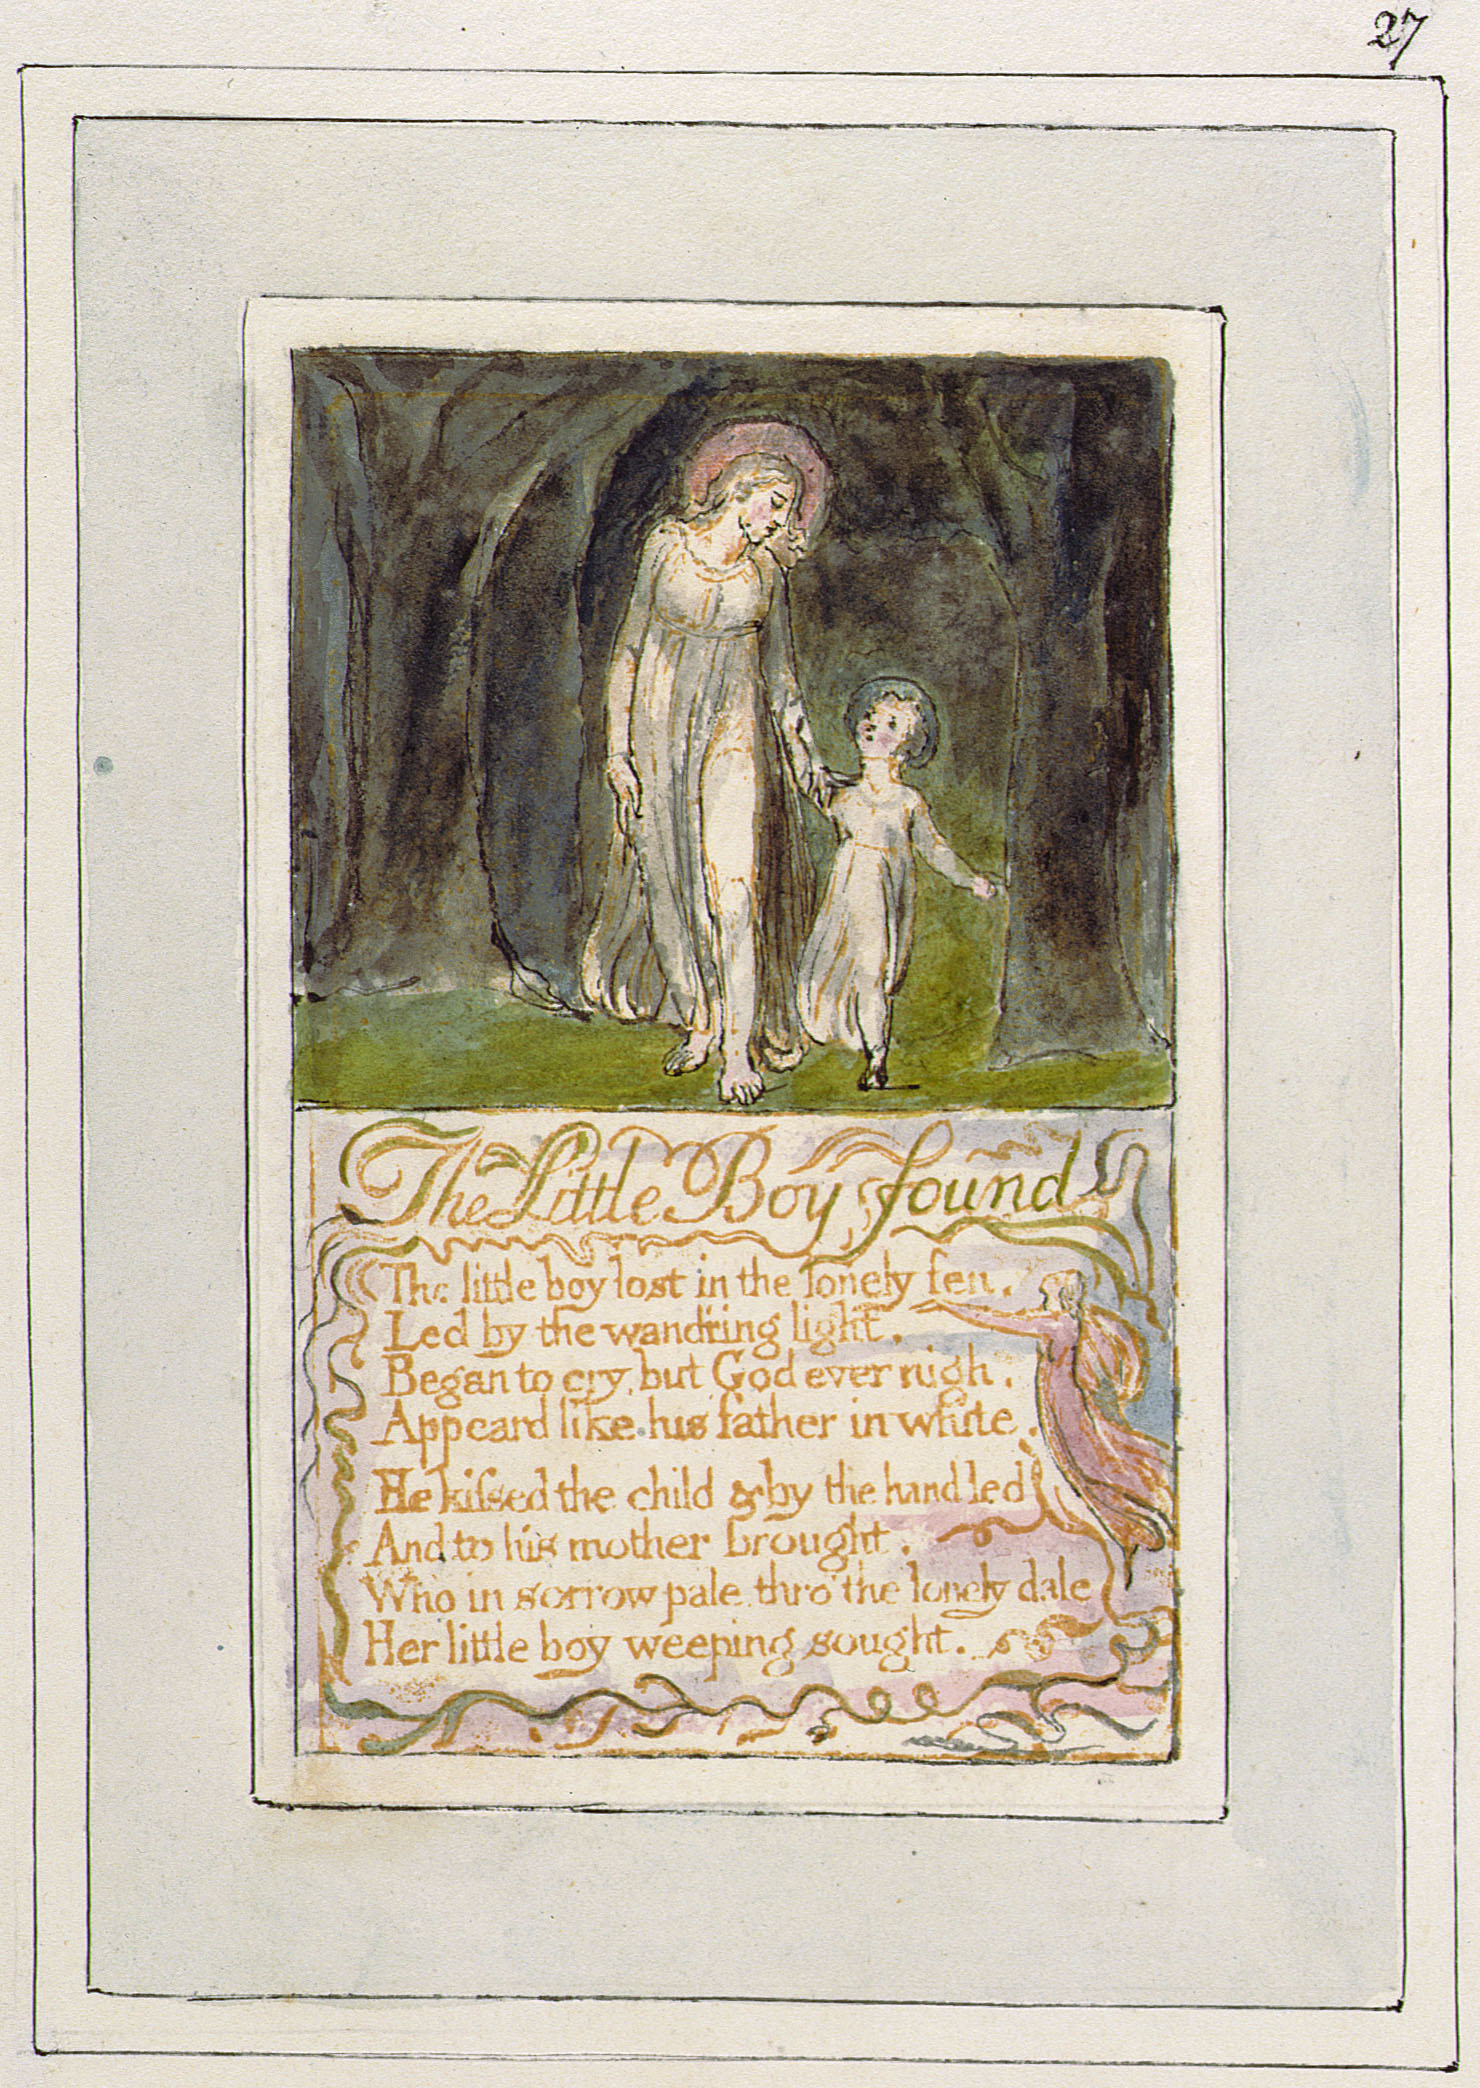 27
The Little Boy found
The little boy lost in the lonely fen,
Led by the wand'ring light,
Began to cry, but God ever nigh,
Appeard like his father in white.
He kiſsed the child & by the hand led
And to his mother brought,
Who in sorrow pale, thro' the lonely dale
Her little boy weeping sought.